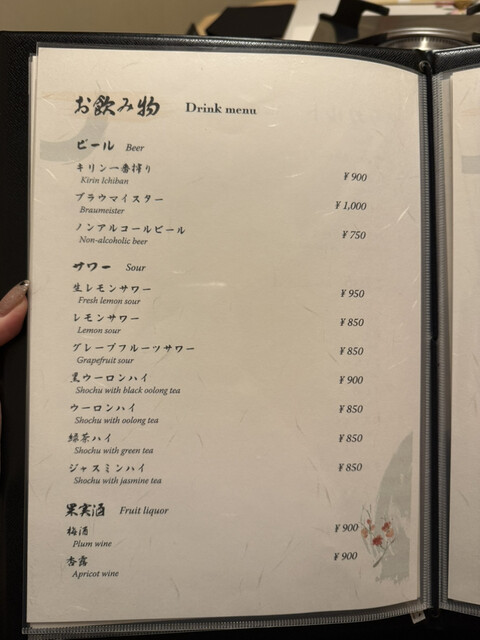 お飲み物 Drink menu
ビール Beer
キリン一番搾り ¥900
Kirin Ichiban
ブラウマイスター ¥1,000
Braumeister
ノンアルコールビール ¥750
Non-alcoholic beer
サワー Sour
生レモンサワー ¥950
Fresh lemon sour
レモンサワー ¥850
Lemon sour
グレープフルーツサワー ¥850
Grapefruit sour
黒ウーロンハイ ¥900
Shochu with black oolong tea
ウーロンハイ ¥850
Shochu with oolong tea
緑茶ハイ ¥850
Shochu with green tea
ジャスミンハイ ¥850
Shochu with jasmine tea
果実酒 Fruit liquor
梅酒 ¥900
Plum wine
杏露 ¥900
Apricot wine